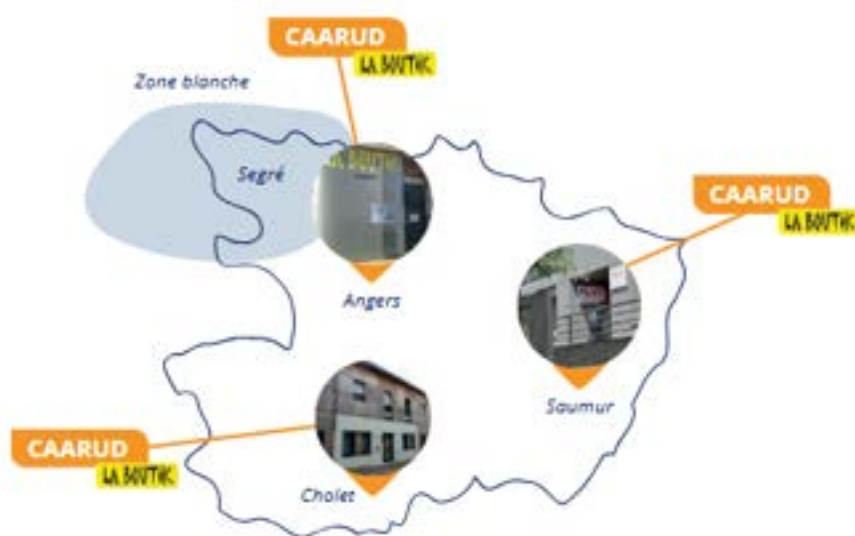 CAARUD
LA BOUTIK
Zone blanche
Segré
CAARUD
LA BOUTIK
Angers
Saumur
CAARUD
LA BOUTIK
Cholet